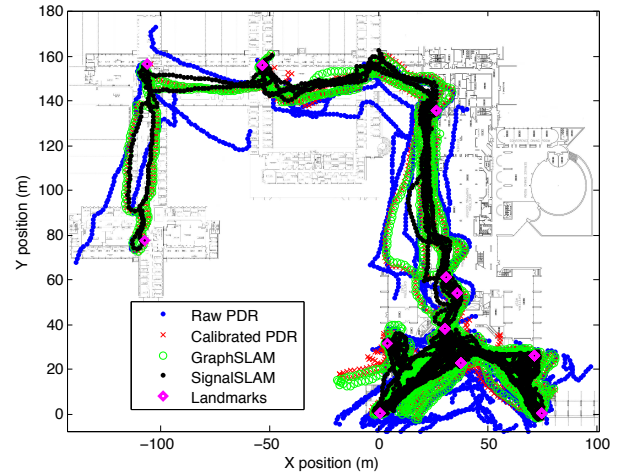 180
160
140
120
100
80
60
40
20
0
Y position (m)
Raw PDR
Calibrated PDR
GraphSLAM
SignalSLAM
Landmarks
−100
−50
0
50
100
X position (m)